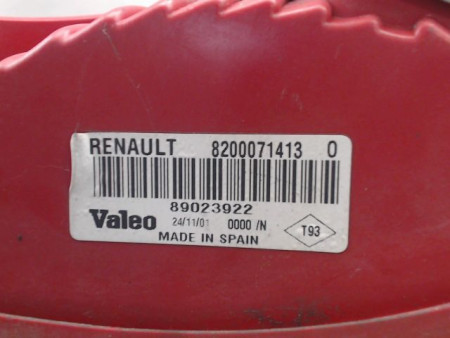 RENAULT 8200071413 0
89023922
Valeo 24/11/01 0000 /N T93
MADE IN SPAIN